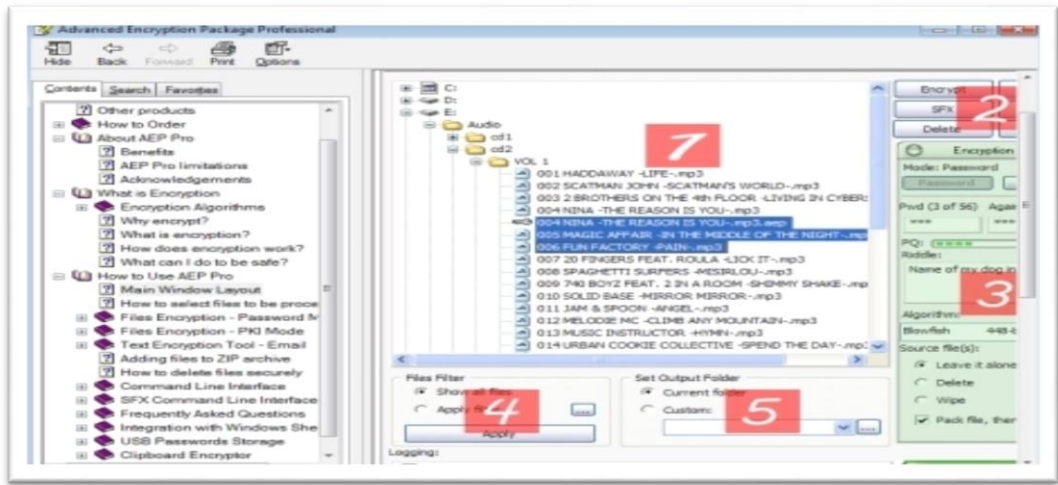 Advanced Encryption Package Professional
Hide Back Forward Print Options
Contents Search Favorites
Other products
How to Order
About AEP Pro
Benefits
AEP Pro limitations
Acknowledgements
What is Encryption
Encryption Algorithms
Why encrypt?
What is encryption?
How does encryption work?
What can I do to be safe?
How to Use AEP Pro
Main Window Layout
How to select files to be proce
Files Encryption - Password M
Files Encryption - PKI Mode
Text Encryption Tool - Email
Adding files to ZIP archive
How to delete files securely
Command Line Interface
SFX Command Line Interface
Frequently Asked Questions
Integration with Windows She
USB Passwords Storage
Clipboard Encryptor
C:
D:
E:
Audio
cd1
cd2
VOL 1
001 HADDAWAY -LIFE-.mp3
002 SCATMAN JOHN -SCATMAN'S WORLD-.mp3
003 2 BROTHERS ON THE 4th FLOOR -LIVING IN CYBER
004 NINA -THE REASON IS YOU-.mp3
004 NINA -THE REASON IS YOU-.mp3.aep
005 MAGIC AFFAIR -IN THE MIDDLE OF THE NIGHT-.mp
006 FUN FACTORY -PAIN-.mp3
007 20 FINGERS FEAT. ROULA -LICK IT-.mp3
008 SPAGHETTI SURFERS -MISIRLOU-.mp3
009 740 BOYZ FEAT. 2 IN A ROOM -SHIMMY SHAKE-.mp
010 SOLID BASE -MIRROR MIRROR-.mp3
011 JAM & SPOON -ANGEL-.mp3
012 MELODIE MC -CLIMB ANY MOUNTAIN-.mp3
013 MUSIC INSTRUCTOR -HYMN-.mp3
014 URBAN COOKIE COLLECTIVE -SPEND THE DAY-.mp3
1
Files Filter
Show all files
Apply
4
...
Apply
Set Output Folder
Current folder
Custom:
5
...
Logging:
Encrypt
SFX
2
Delete
Encryption
Mode: Password
Password
Pwd (3 of 56) Again
*** ***
PQ:
Riddle:
Name of my dog in
3
Algorithm:
Blowfish 448-b
Source file(s):
Leave it alone
Delete
Wipe
Pack file, then